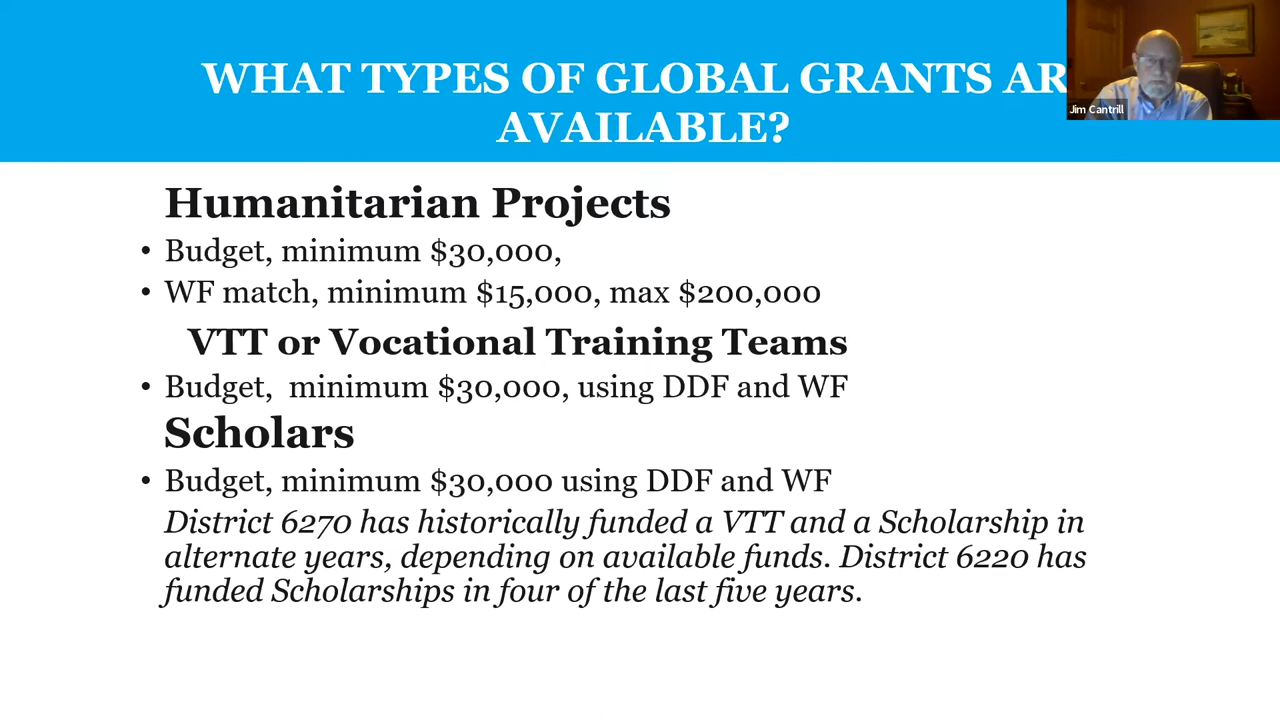 WHAT TYPES OF GLOBAL GRANTS AR
AVAILABLE?
Jim Cantrill
Humanitarian Projects
• Budget, minimum $30,000,
• WF match, minimum $15,000, max $200,000
VTT or Vocational Training Teams
• Budget,  minimum $30,000, using DDF and WF
Scholars
• Budget, minimum $30,000 using DDF and WF
District 6270 has historically funded a VTT and a Scholarship in
alternate years, depending on available funds. District 6220 has
funded Scholarships in four of the last five years.